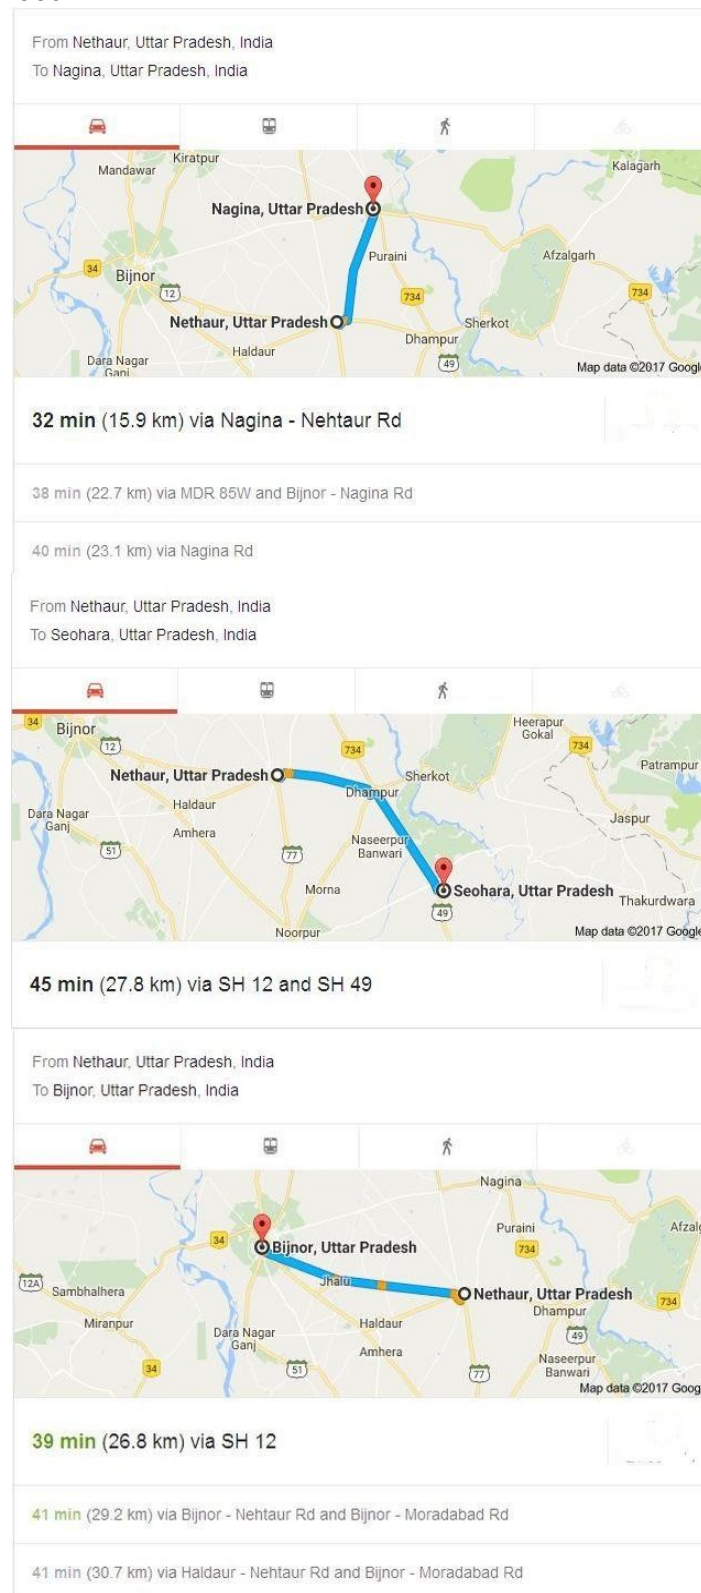 From Nethaur, Uttar Pradesh, India
To Nagina, Uttar Pradesh, India
Kiratpur
Mandawar
Kalagarh
Nagina, Uttar Pradesh
Puraini
Afzalgarh
34
Bijnor
12
734
734
Nethaur, Uttar Pradesh
Sherkot
Haldaur
Dhampur
Dara Nagar
Ganj
49
Map data ©2017 Google
32 min (15.9 km) via Nagina - Nehtaur Rd
38 min (22.7 km) via MDR 85W and Bijnor - Nagina Rd
40 min (23.1 km) via Nagina Rd
From Nethaur, Uttar Pradesh, India
To Seohara, Uttar Pradesh, India
34
Bijnor
Heerapur
Gokal
12
734
734
Patrampur
Nethaur, Uttar Pradesh
Sherkot
Dhampur
Haldaur
Dara Nagar
Ganj
Jaspur
Amhera
Naseerpur
Banwari
51
77
Morna
Seohara, Uttar Pradesh
Thakurdwara
49
Noorpur
Map data ©2017 Google
45 min (27.8 km) via SH 12 and SH 49
From Nethaur, Uttar Pradesh, India
To Bijnor, Uttar Pradesh, India
Nagina
Puraini
Afzalg
34
Bijnor, Uttar Pradesh
734
12A
Sambhalhera
Jhalu
Nethaur, Uttar Pradesh
734
Miranpur
Haldaur
Dhampur
Dara Nagar
Ganj
49
Amhera
Naseerpur
Banwari
34
51
77
Map data ©2017 Goog
39 min (26.8 km) via SH 12
41 min (29.2 km) via Bijnor - Nehtaur Rd and Bijnor - Moradabad Rd
41 min (30.7 km) via Haldaur - Nehtaur Rd and Bijnor - Moradabad Rd